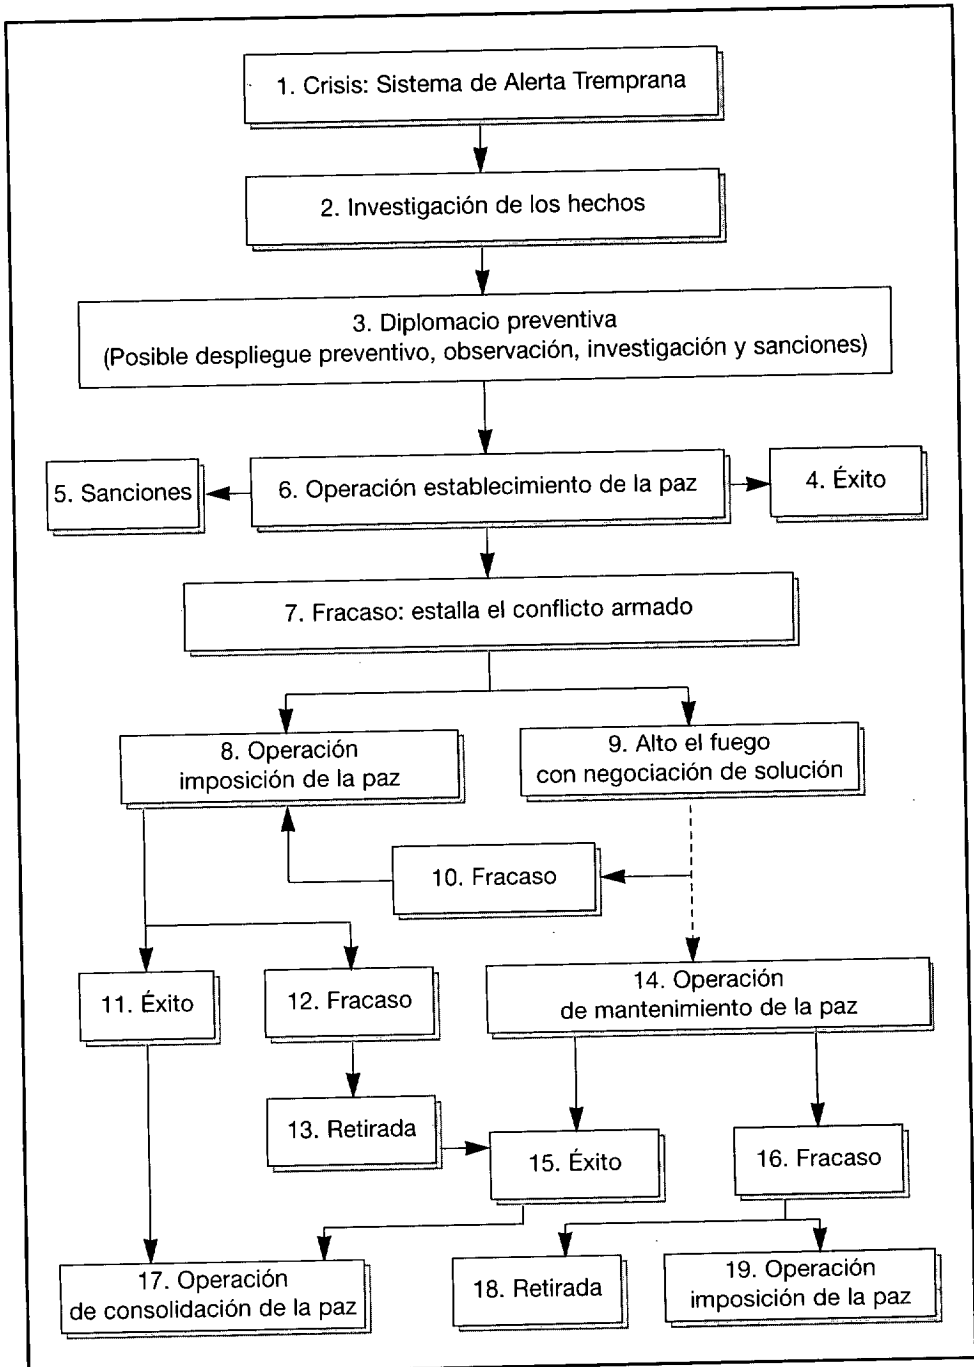 1. Crisis: Sistema de Alerta Tremprana
2. Investigación de los hechos
3. Diplomacio preventiva
(Posible despliegue preventivo, observación, investigación y sanciones)
5. Sanciones
6. Operación establecimiento de la paz
4. Éxito
7. Fracaso: estalla el conflicto armado
8. Operación
imposición de la paz
9. Alto el fuego
con negociación de solución
10. Fracaso
11. Éxito
12. Fracaso
14. Operación
de mantenimiento de la paz
13. Retirada
15. Éxito
16. Fracaso
17. Operación
de consolidación de la paz
18. Retirada
19. Operación
imposición de la paz